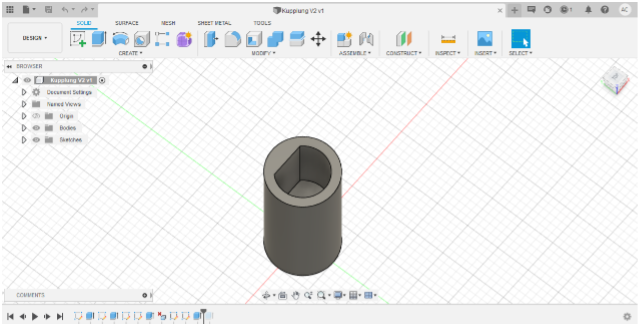 Kupplung V2 v1
AC
SOLID SURFACE MESH SHEET METAL TOOLS
DESIGN
CREATE MODIFY ASSEMBLE CONSTRUCT INSPECT INSERT SELECT
BROWSER
Kupplung V2 v1
Document Settings
Named Views
Origin
Bodies
Sketches
COMMENTS